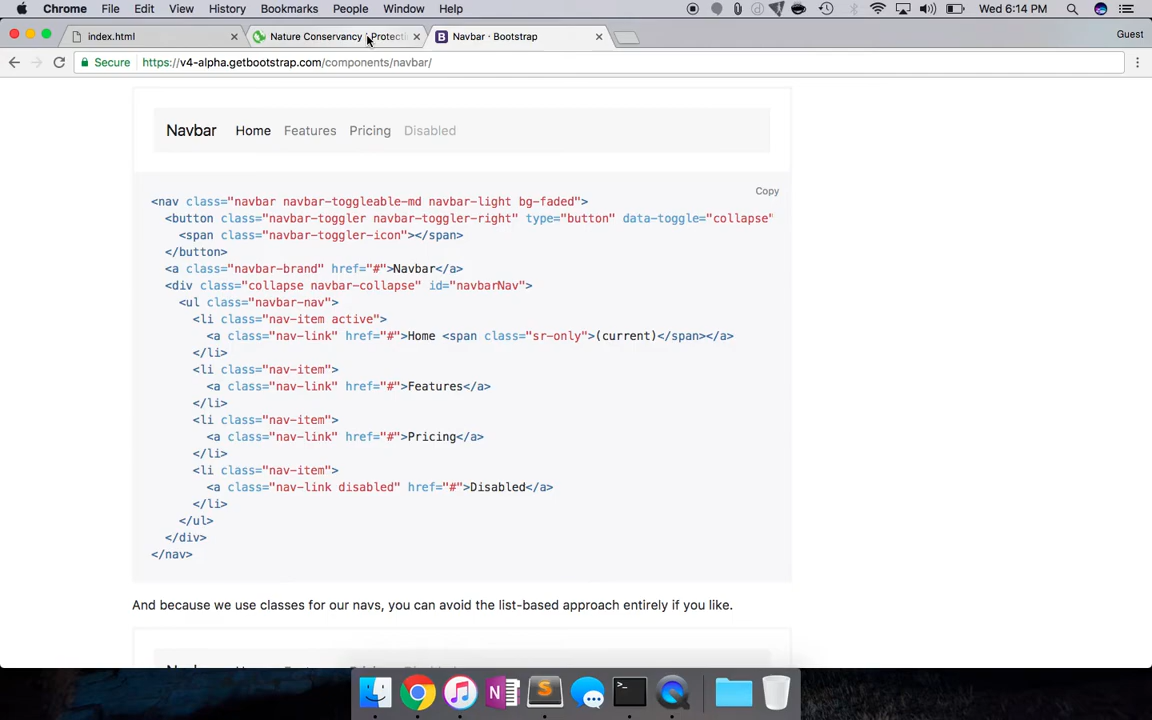 Chrome File Edit View History Bookmarks People Window Help Wed 6:14 PM
index.html Nature Conservancy | Protecti Navbar · Bootstrap Guest
Secure https://v4-alpha.getbootstrap.com/components/navbar/
Navbar Home Features Pricing Disabled
Copy
<nav class="navbar navbar-toggleable-md navbar-light bg-faded">
<button class="navbar-toggler navbar-toggler-right" type="button" data-toggle="collapse"
<span class="navbar-toggler-icon"></span>
</button>
<a class="navbar-brand" href="#">Navbar</a>
<div class="collapse navbar-collapse" id="navbarNav">
<ul class="navbar-nav">
<li class="nav-item active">
<a class="nav-link" href="#">Home <span class="sr-only">(current)</span></a>
</li>
<li class="nav-item">
<a class="nav-link" href="#">Features</a>
</li>
<li class="nav-item">
<a class="nav-link" href="#">Pricing</a>
</li>
<li class="nav-item">
<a class="nav-link disabled" href="#">Disabled</a>
</li>
</ul>
</div>
</nav>
And because we use classes for our navs, you can avoid the list-based approach entirely if you like.